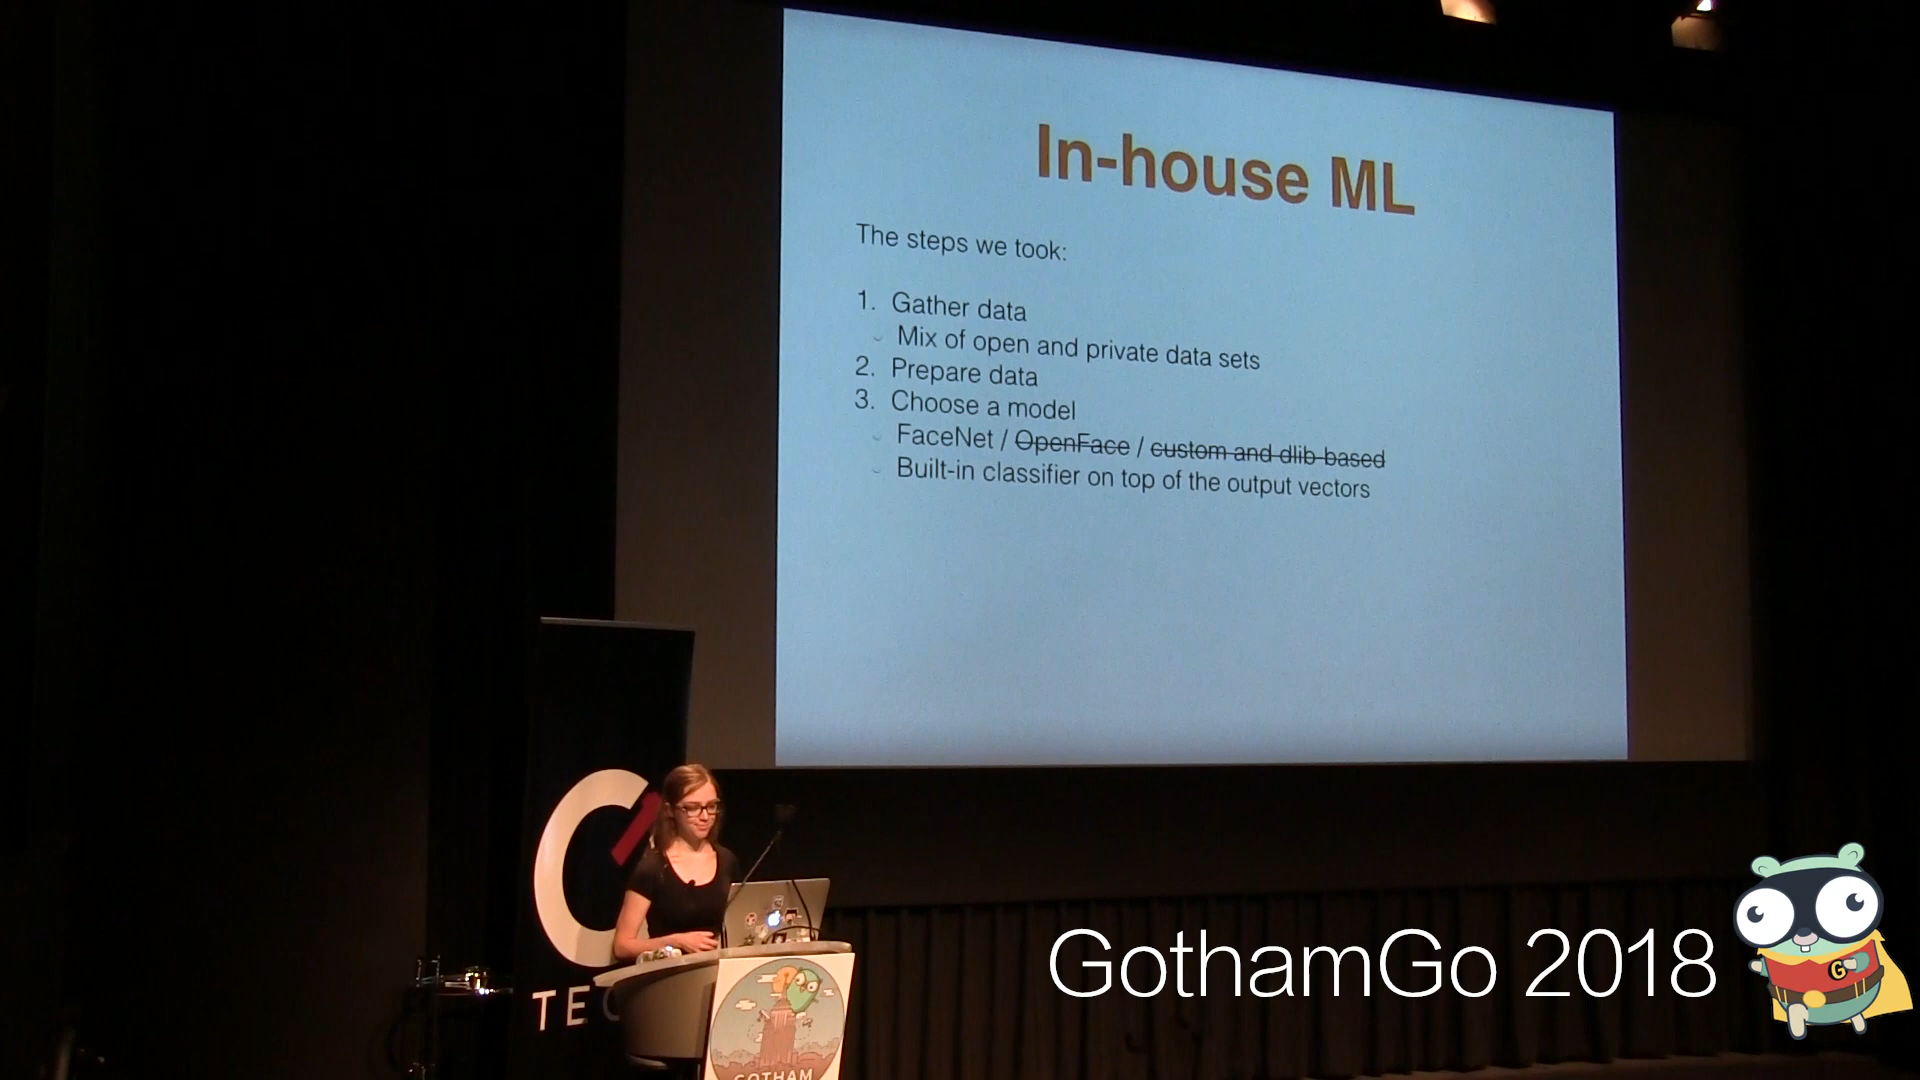 In-house ML
The steps we took:
1. Gather data
Mix of open and private data sets
2. Prepare data
3. Choose a model
FaceNet / OpenFace / custom and dlib-based
Built-in classifier on top of the output vectors
TEC
GothamGo 2018
G
GOTHAM